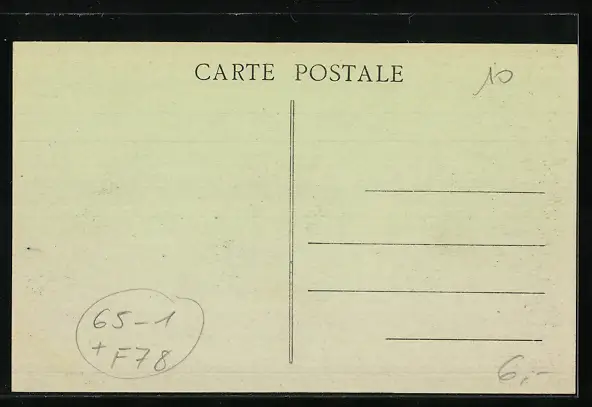 CARTE POSTALE
10
65-1
+ F78
6,-